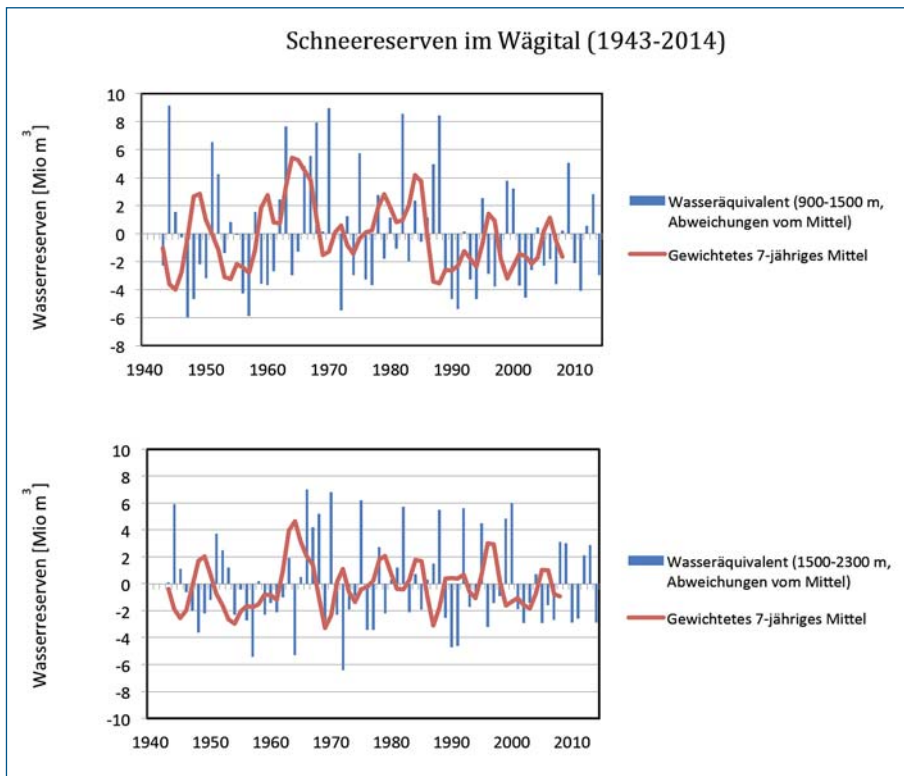 Schneereserven im Wägital (1943-2014)
Wasserreserven [Mio m³]
10
8
6
4
2
0
-2
-4
-6
-8
1940 1950 1960 1970 1980 1990 2000 2010
Wasseräquivalent (900-1500 m,
Abweichungen vom Mittel)
Gewichtetes 7-jähriges Mittel
Wasserreserven [Mio m³]
10
8
6
4
2
0
-2
-4
-6
-8
-10
1940 1950 1960 1970 1980 1990 2000 2010
Wasseräquivalent (1500-2300 m,
Abweichungen vom Mittel)
Gewichtetes 7-jähriges Mittel